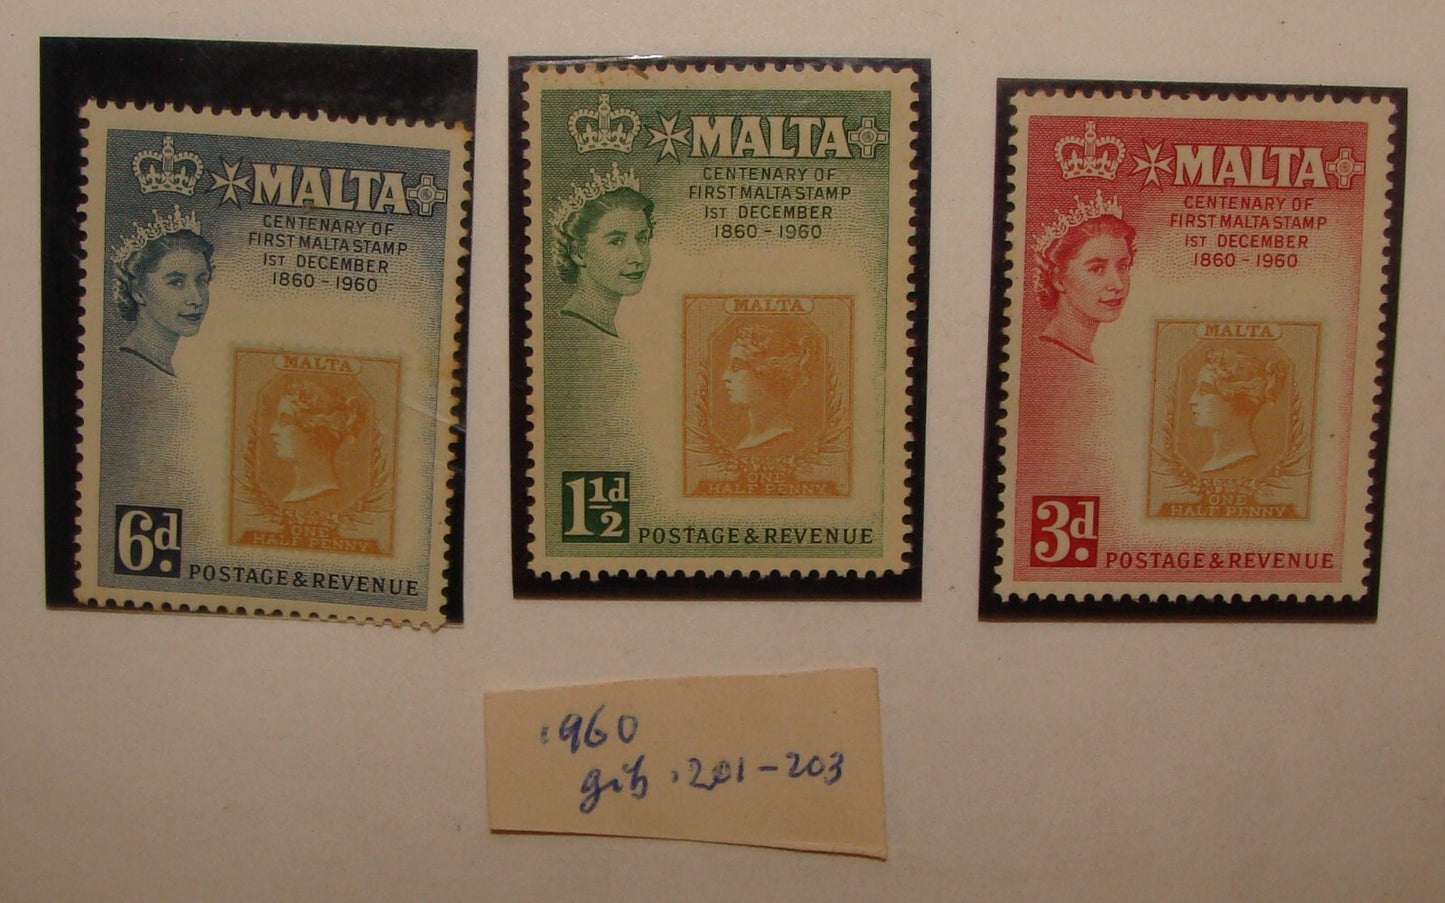 MALTA
CENTENARY OF
FIRST MALTA STAMP
1ST DECEMBER
1860 - 1960
MALTA
ONE
HALF PENNY
6d.
POSTAGE & REVENUE
MALTA
CENTENARY OF
FIRST MALTA STAMP
1ST DECEMBER
1860 - 1960
MALTA
ONE
HALF PENNY
1½d
POSTAGE & REVENUE
MALTA
CENTENARY OF
FIRST MALTA STAMP
1ST DECEMBER
1860 - 1960
MALTA
ONE
HALF PENNY
3d.
POSTAGE & REVENUE
1960
201-203